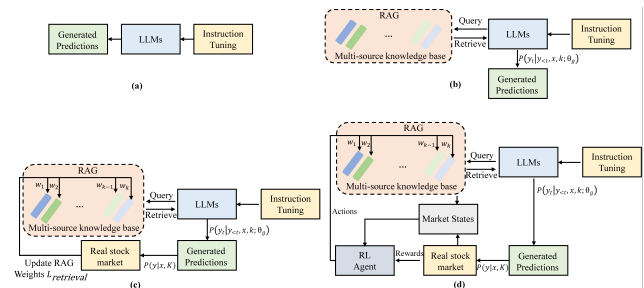 Generated
Predictions
LLMs
Instruction
Tuning
(a)
RAG
...
Multi-source knowledge base
Query
Retrieve
LLMs
Instruction
Tuning
P(y_t|y_{<t}, x, k; θ_g)
Generated
Predictions
(b)
RAG
w_1 w_2 w_{k−1} w_k
...
Multi-source knowledge base
Query
Retrieve
LLMs
Instruction
Tuning
P(y_t|y_{<t}, x, k; θ_g)
Update RAG
Weights L_{retrieval}
Real stock
market
P(y|x, K)
Generated
Predictions
(c)
RAG
w_1 w_2 w_{k−1} w_k
...
Multi-source knowledge base
Query
Retrieve
LLMs
Instruction
Tuning
P(y_t|y_{<t}, x, k; θ_g)
Actions
Market States
RL
Agent
Rewards
Real stock
market
P(y|x, K)
Generated
Predictions
(d)